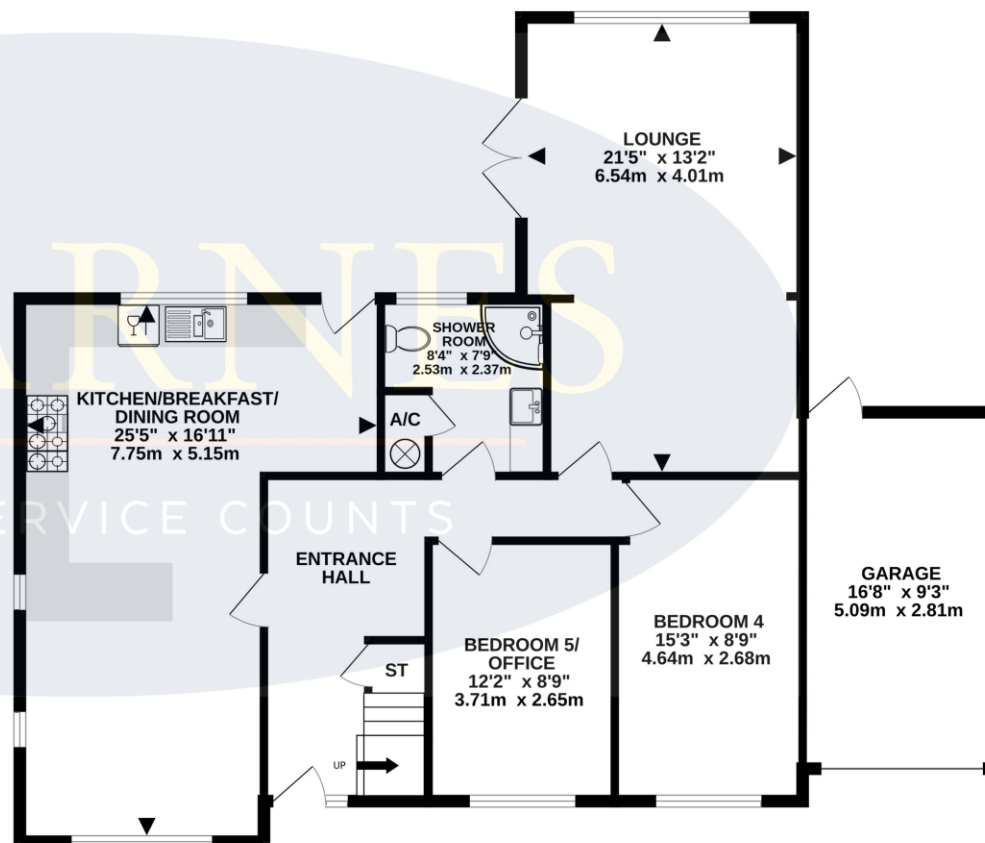 LOUNGE
21'5" x 13'2"
6.54m x 4.01m
ARNES
SHOWER
ROOM
8'4" x 7'9"
2.53m x 2.37m
KITCHEN/BREAKFAST/
DINING ROOM
25'5" x 16'11"
7.75m x 5.15m
A/C
ERVICE COUNTS
ENTRANCE
HALL
GARAGE
16'8" x 9'3"
5.09m x 2.81m
BEDROOM 4
15'3" x 8'9"
4.64m x 2.68m
BEDROOM 5/
OFFICE
12'2" x 8'9"
3.71m x 2.65m
ST
UP